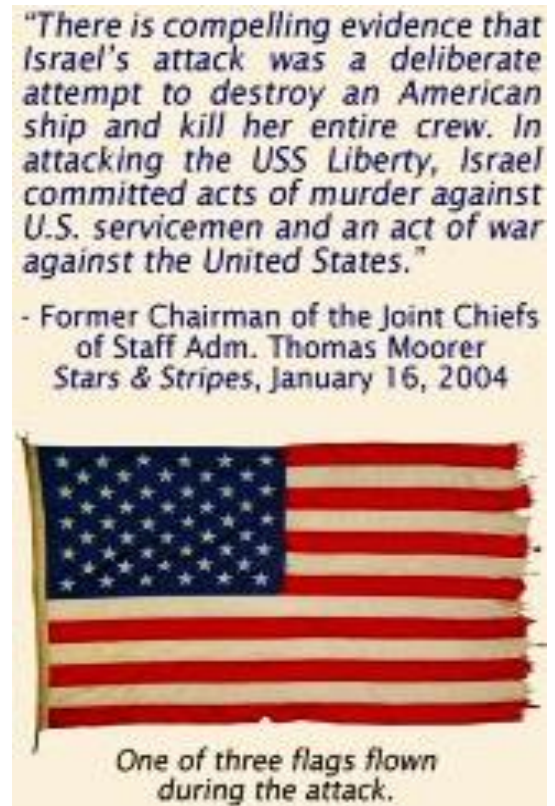 “There is compelling evidence that
Israel’s attack was a deliberate
attempt to destroy an American
ship and kill her entire crew. In
attacking the USS Liberty, Israel
committed acts of murder against
U.S. servicemen and an act of war
against the United States.”
- Former Chairman of the Joint Chiefs
of Staff Adm. Thomas Moorer
Stars & Stripes, January 16, 2004
One of three flags flown
during the attack.